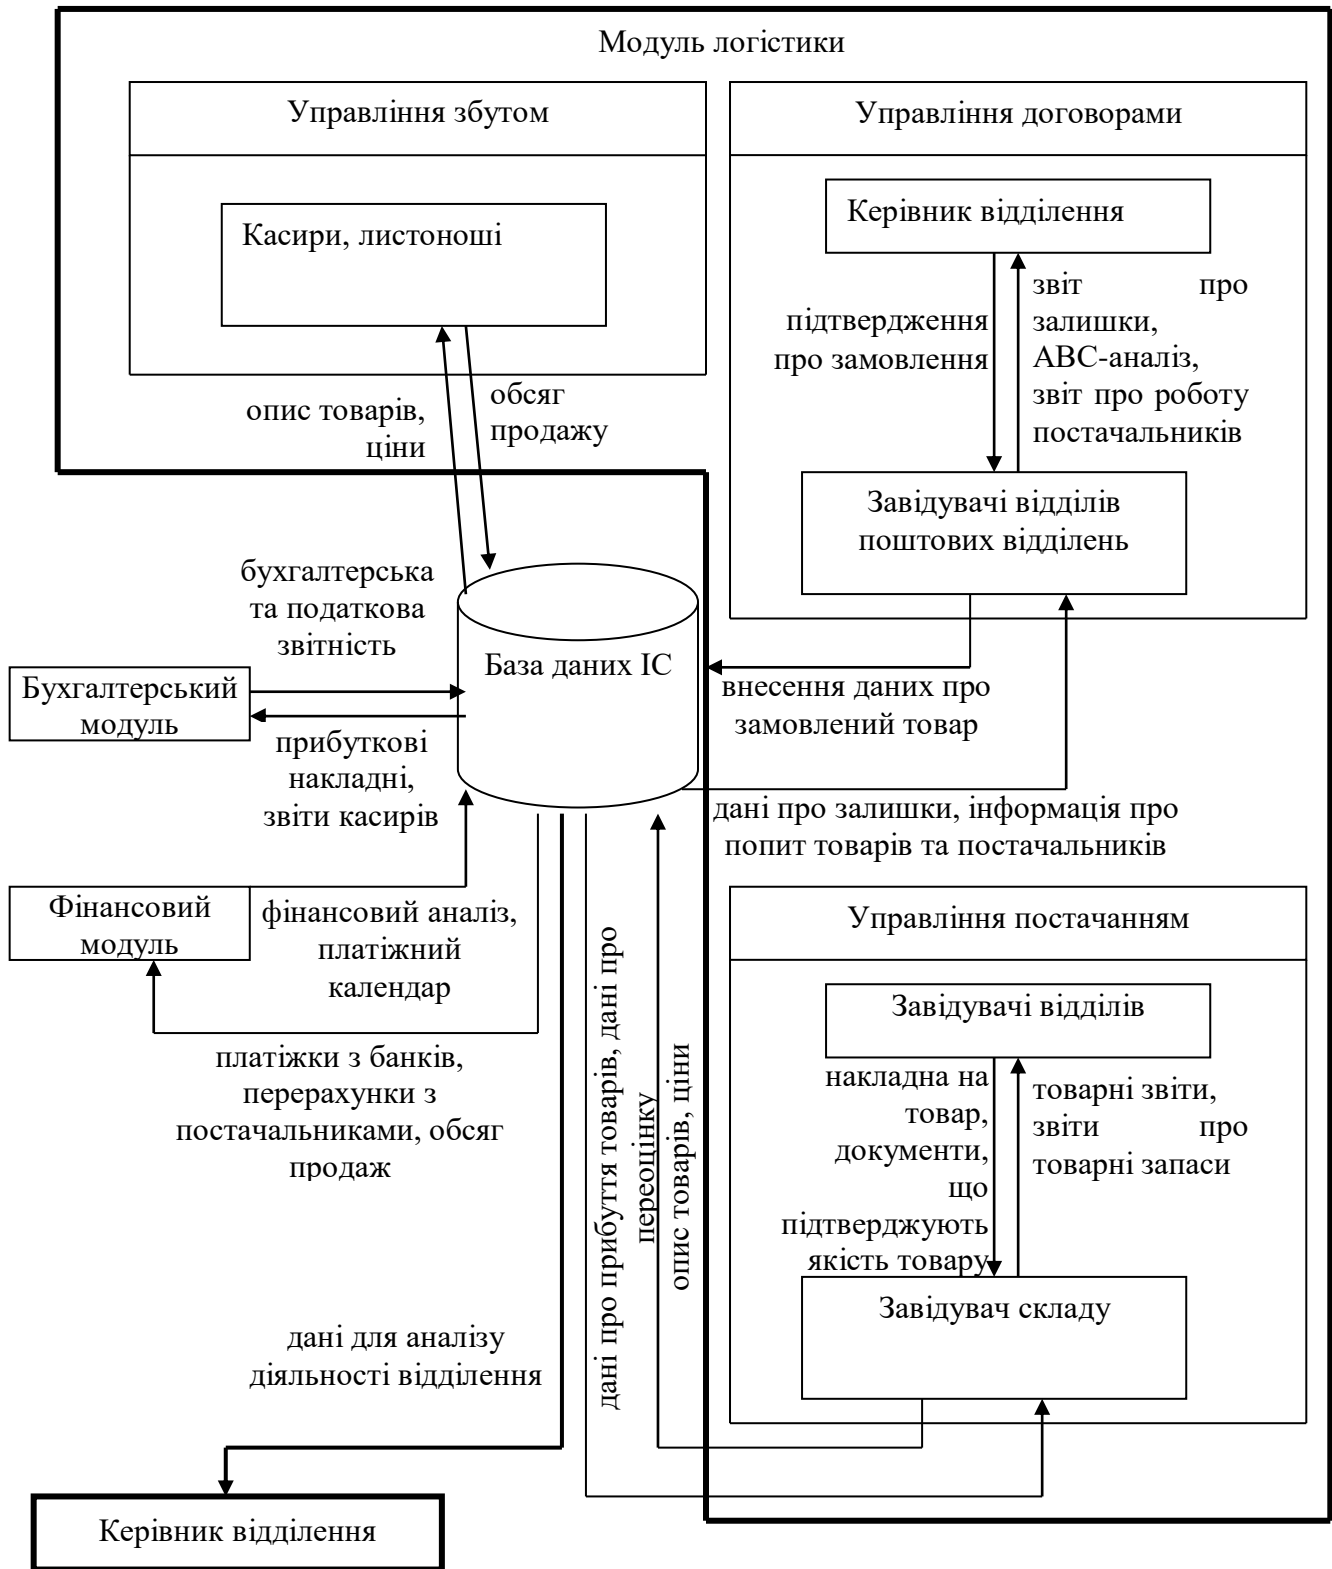 Модуль логістики
Управління збутом
Касири, листоноші
опис товарів,
ціни
обсяг
продажу
Управління договорами
Керівник відділення
підтвердження
про замовлення
звіт про
залишки,
АВС-аналіз,
звіт про роботу
постачальників
Завідувачі відділів
поштових відділень
бухгалтерська
та податкова
звітність
База даних ІС
Бухгалтерський
модуль
прибуткові
накладні,
звіти касирів
внесення даних про
замовлений товар
дані про залишки, інформація про
попит товарів та постачальників
Фінансовий
модуль
фінансовий аналіз,
платіжний
календар
платіжки з банків,
перерахунки з
постачальниками, обсяг
продаж
дані про прибуття товарів, дані про
переоцінку
опис товарів, ціни
Управління постачанням
Завідувачі відділів
накладна на
товар,
документи,
що
підтверджують
якість товару
товарні звіти,
звіти про
товарні запаси
Завідувач складу
дані для аналізу
діяльності відділення
Керівник відділення